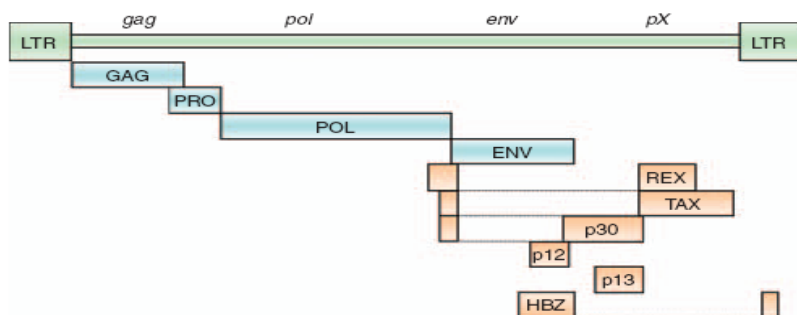 gag pol env pX
LTR LTR
GAG
PRO
POL
ENV
REX
TAX
p30
p12
p13
HBZ